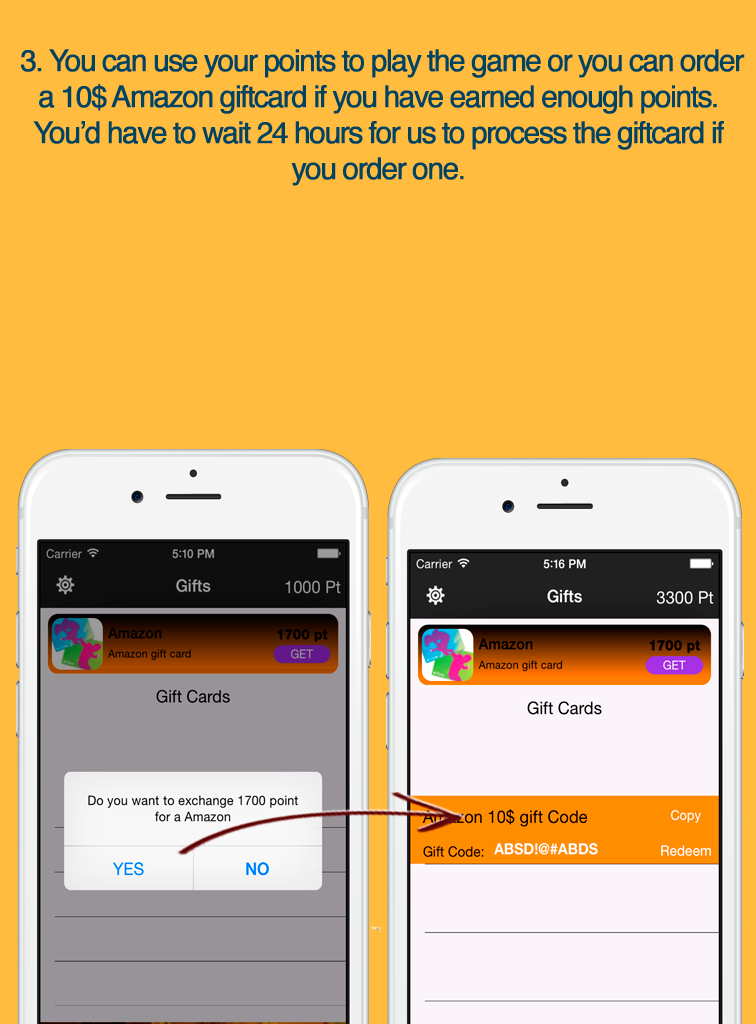 3. You can use your points to play the game or you can order
a 10$ Amazon giftcard if you have earned enough points.
You'd have to wait 24 hours for us to process the giftcard if
you order one.
Carrier
5:10 PM
Gifts
1000 Pt
Amazon
1700 pt
Amazon gift card
GET
Gift Cards
Do you want to exchange 1700 point
for a Amazon
YES
NO
Carrier
5:16 PM
Gifts
3300 Pt
Amazon
1700 pt
Amazon gift card
GET
Gift Cards
Amazon 10$ gift Code
Copy
Gift Code: ABSD!@#ABDS
Redeem